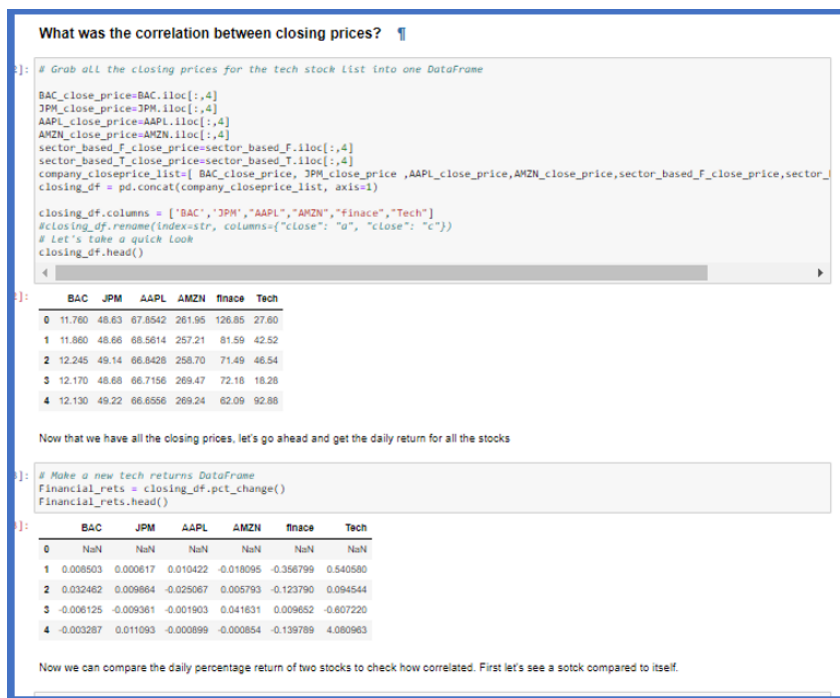 What was the correlation between closing prices? ¶
]: # Grab all the closing prices for the tech stock list into one DataFrame
BAC_close_price=BAC.iloc[:,4]
JPM_close_price=JPM.iloc[:,4]
AAPL_close_price=AAPL.iloc[:,4]
AMZN_close_price=AMZN.iloc[:,4]
sector_based_F_close_price=sector_based_F.iloc[:,4]
sector_based_T_close_price=sector_based_T.iloc[:,4]
company_closeprice_list=[ BAC_close_price, JPM_close_price ,AAPL_close_price,AMZN_close_price,sector_based_F_close_price,sector_
closing_df = pd.concat(company_closeprice_list, axis=1)
closing_df.columns = ['BAC','JPM',"AAPL","AMZN","finace","Tech"]
#closing_df.rename(index=str, columns={"close": "a", "close": "c"})
# Let's take a quick look
closing_df.head()
]:
BAC JPM AAPL AMZN finace Tech
0 11.760 48.63 67.8542 261.95 126.85 27.60
1 11.860 48.66 68.5614 257.21 81.59 42.52
2 12.245 49.14 66.8428 258.70 71.49 46.54
3 12.170 48.68 66.7156 269.47 72.18 18.28
4 12.130 49.22 66.6556 269.24 62.09 92.88
Now that we have all the closing prices, let's go ahead and get the daily return for all the stocks
]: # Make a new tech returns DataFrame
Financial_rets = closing_df.pct_change()
Financial_rets.head()
]:
BAC JPM AAPL AMZN finace Tech
0 NaN NaN NaN NaN NaN NaN
1 0.008503 0.000617 0.010422 -0.018095 -0.356799 0.540580
2 0.032462 0.009864 -0.025067 0.005793 -0.123790 0.094544
3 -0.006125 -0.009361 -0.001903 0.041631 0.009652 -0.607220
4 -0.003287 0.011093 -0.000899 -0.000854 -0.139789 4.080963
Now we can compare the daily percentage return of two stocks to check how correlated. First let's see a sotck compared to itself.